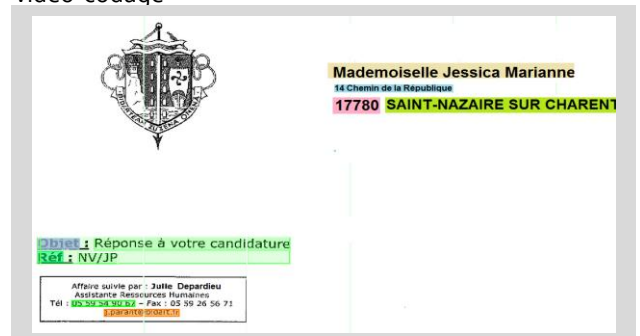 Mademoiselle Jessica Marianne
14 Chemin de la République
17780 SAINT-NAZAIRE SUR CHARENT
ZUZENA ONENA
Objet : Réponse à votre candidature
Réf : NV/JP
Affaire suivie par : Julie Depardieu
Assistante Ressources Humaines
Tél : 05 59 54 90 67 – Fax : 05 59 26 56 71